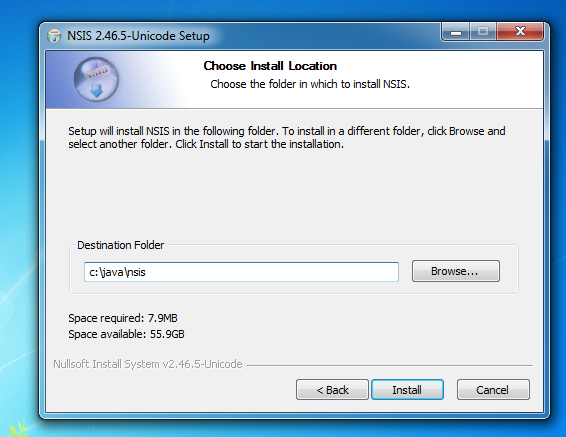 NSIS 2.46.5-Unicode Setup
Choose Install Location
Choose the folder in which to install NSIS.
Setup will install NSIS in the following folder. To install in a different folder, click Browse and
select another folder. Click Install to start the installation.
Destination Folder
c:\java\nsis
Browse...
Space required: 7.9MB
Space available: 55.9GB
Nullsoft Install System v2.46.5-Unicode
< Back
Install
Cancel